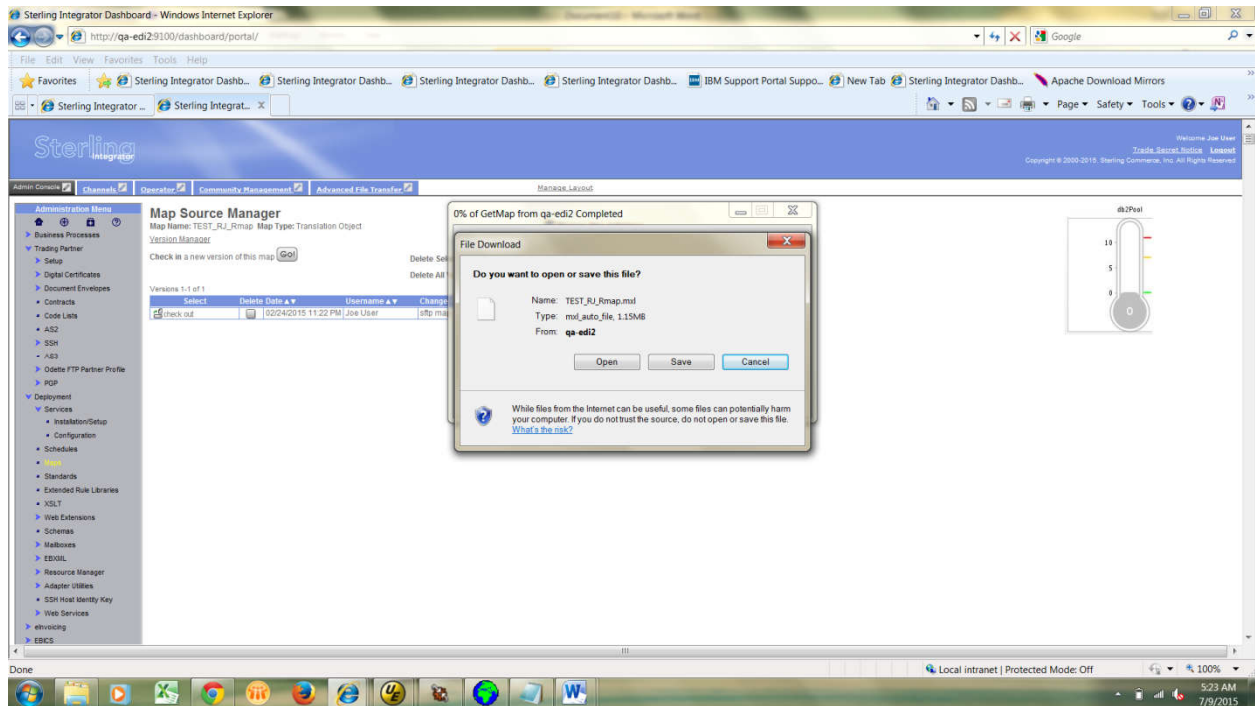 Sterling Integrator Dashboard - Windows Internet Explorer
http://qa-edi2:9100/dashboard/portal/
Google
File Edit View Favorites Tools Help
Favorites Sterling Integrator Dashb... Sterling Integrator Dashb... Sterling Integrator Dashb... Sterling Integrator Dashb... IBM Support Portal Suppo... New Tab Sterling Integrator Dashb... Apache Download Mirrors
Sterling Integrator ... Sterling Integrat... X Page Safety Tools
Sterling
Integrator
Welcome Joe User
Trade Secret Notice Logout
Copyright © 2000-2015. Sterling Commerce, Inc. All Rights Reserved
Admin Console Channels Operator Community Management Advanced File Transfer Manage Layout
Administration Menu
Business Processes
Trading Partner
Setup
Digital Certificates
Document Envelopes
Contracts
Code Lists
AS2
SSH
AS3
Odette FTP Partner Profile
PGP
Deployment
Services
Installation/Setup
Configuration
Schedules
Maps
Standards
Extended Rule Libraries
XSLT
Web Extensions
Schemas
Mailboxes
EBXML
Resource Manager
Adapter Utilities
SSH Host Identity Key
Web Services
eInvoicing
EBICS
Map Source Manager
Map Name: TEST_RJ_Rmap Map Type: Translation Object
Version Manager
Check in a new version of this map Go!
Delete Sel
Delete All
Versions 1-1 of 1
Select Delete Date Username Change
check out 02/24/2015 11:22 PM Joe User sftp map
0% of GetMap from qa-edi2 Completed
File Download
Do you want to open or save this file?
Name: TEST_RJ_Rmap.mxl
Type: mxl_auto_file, 1.15MB
From: qa-edi2
Open Save Cancel
While files from the Internet can be useful, some files can potentially harm
your computer. If you do not trust the source, do not open or save this file.
What's the risk?
db2Pool
10
5
0
0
Done
Local intranet | Protected Mode: Off 100%
5:23 AM
7/9/2015